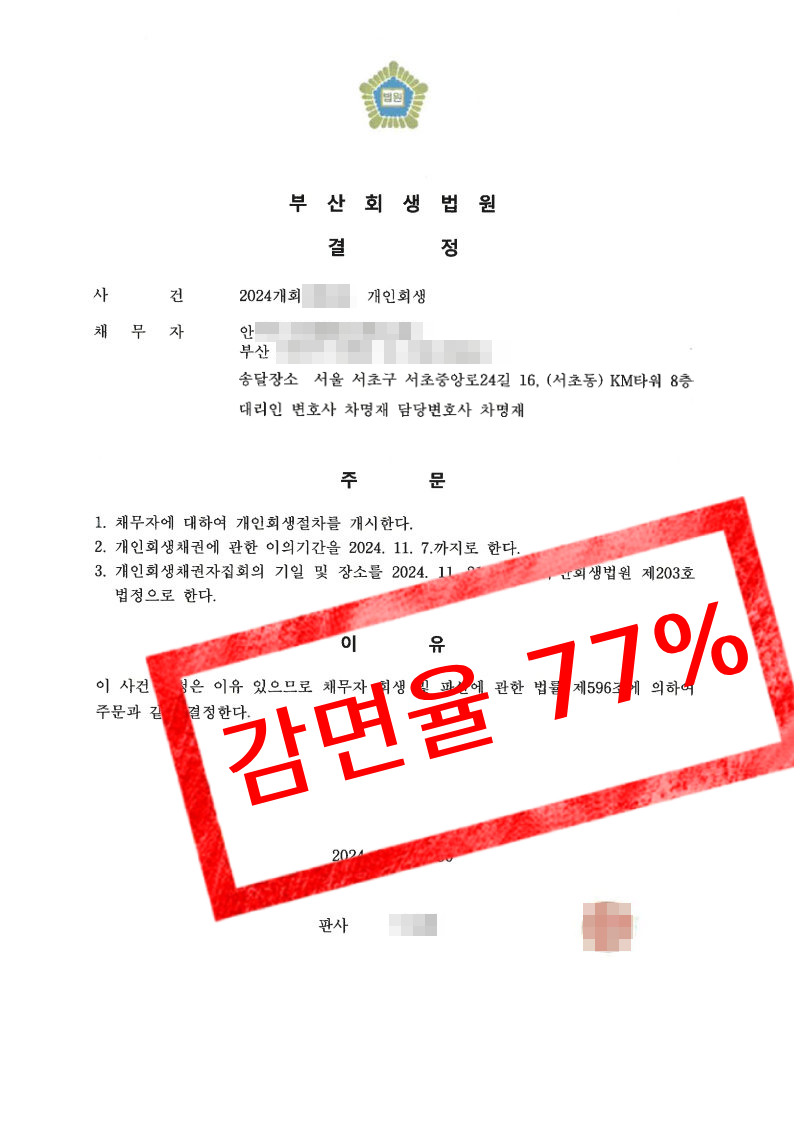 법원
부 산 회 생 법 원
결 정
사 건 2024개회 개인회생
채 무 자 안
부산
송달장소 서울 서초구 서초중앙로24길 16, (서초동) KM타워 8층
대리인 변호사 차명재 담당변호사 차명재
주 문
1. 채무자에 대하여 개인회생절차를 개시한다.
2. 개인회생채권에 관한 이의기간을 2024. 11. 7.까지로 한다.
3. 개인회생채권자집회의 기일 및 장소를 2024. 11. 산회생법원 제203호
법정으로 한다.
이 유
이 사건 은 이유 있으므로 채무자 회생 및 파산에 관한 법률 제596조에 의하여
주문과 같 결정한다.
감면율 77%
2024
판사